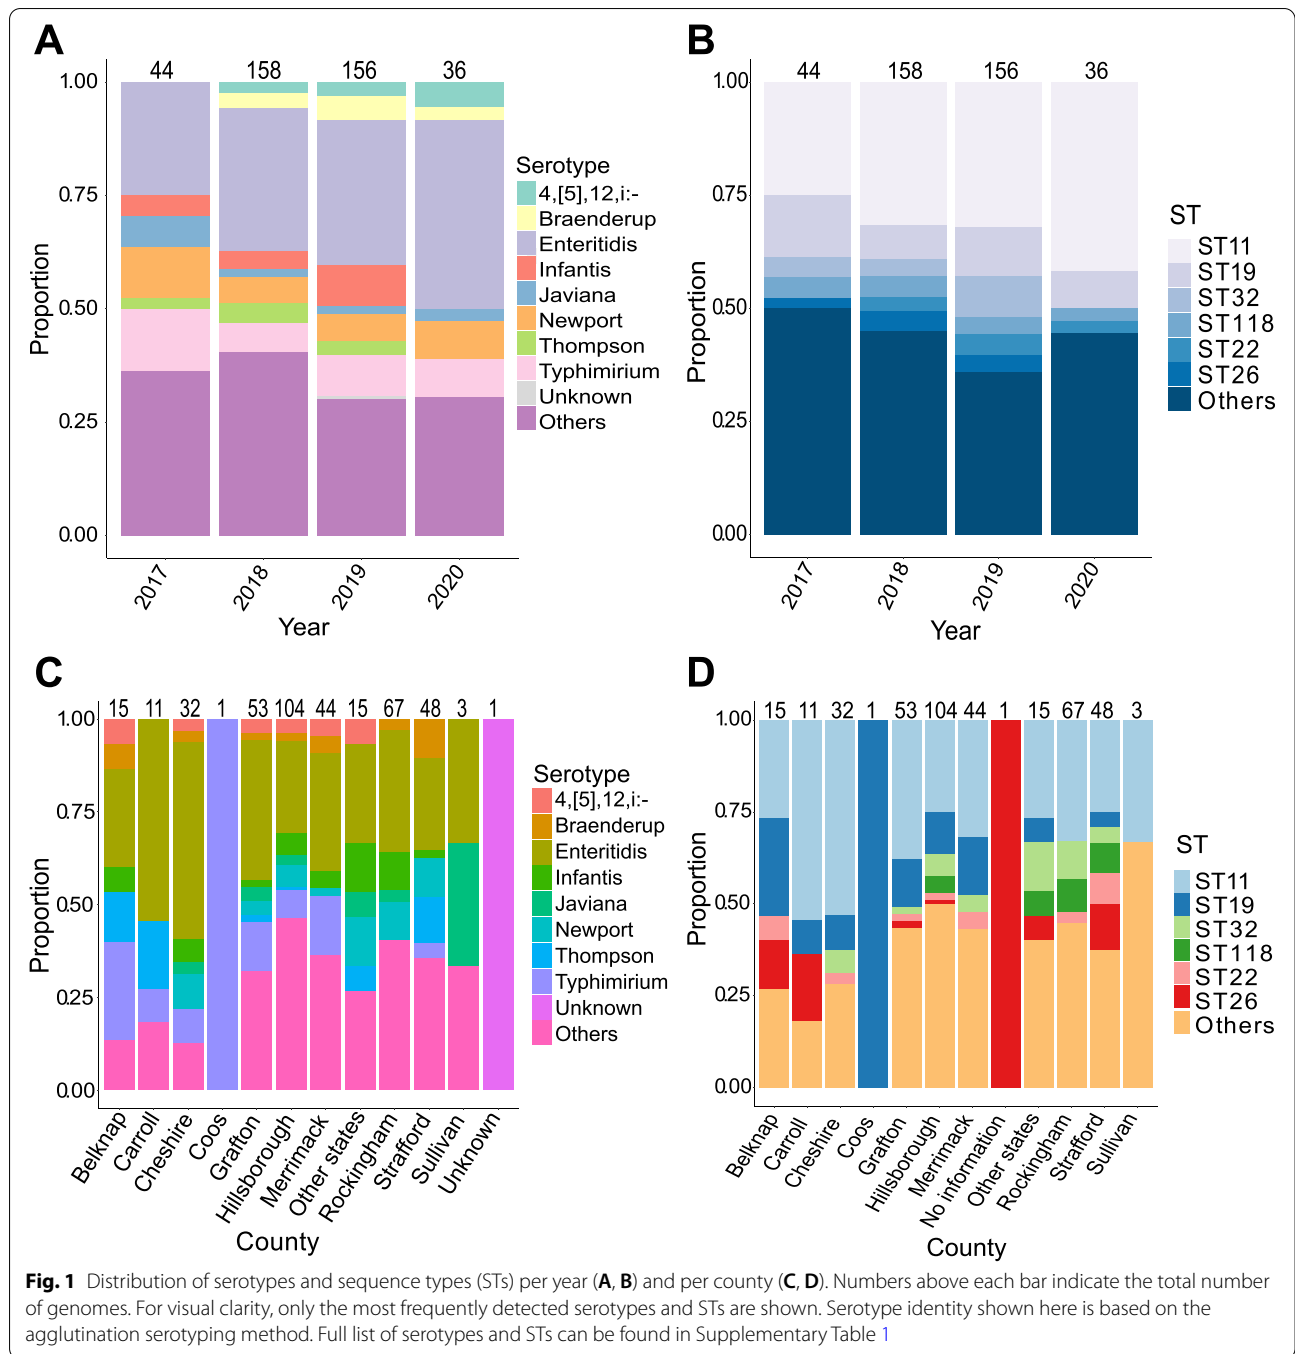 A
44 158 156 36
1.00
0.75
0.50
0.25
0.00
Proportion
2017 2018 2019 2020
Year
Serotype
4,[5],12,i:-
Braenderup
Enteritidis
Infantis
Javiana
Newport
Thompson
Typhimirium
Unknown
Others
B
44 158 156 36
1.00
0.75
0.50
0.25
0.00
Proportion
2017 2018 2019 2020
Year
ST
ST11
ST19
ST32
ST118
ST22
ST26
Others
C
15 11 32 1 53 104 44 15 67 48 3 1
1.00
0.75
0.50
0.25
0.00
Proportion
Belknap Carroll Cheshire Coos Grafton Hillsborough Merrimack Other states Rockingham Strafford Sullivan Unknown
County
Serotype
4,[5],12,i:-
Braenderup
Enteritidis
Infantis
Javiana
Newport
Thompson
Typhimirium
Unknown
Others
D
15 11 32 1 53 104 44 1 15 67 48 3
1.00
0.75
0.50
0.25
0.00
Proportion
Belknap Carroll Cheshire Coos Grafton Hillsborough Merrimack No information Other states Rockingham Strafford Sullivan
County
ST
ST11
ST19
ST32
ST118
ST22
ST26
Others
Fig. 1 Distribution of serotypes and sequence types (STs) per year (A, B) and per county (C, D). Numbers above each bar indicate the total number
of genomes. For visual clarity, only the most frequently detected serotypes and STs are shown. Serotype identity shown here is based on the
agglutination serotyping method. Full list of serotypes and STs can be found in Supplementary Table 1